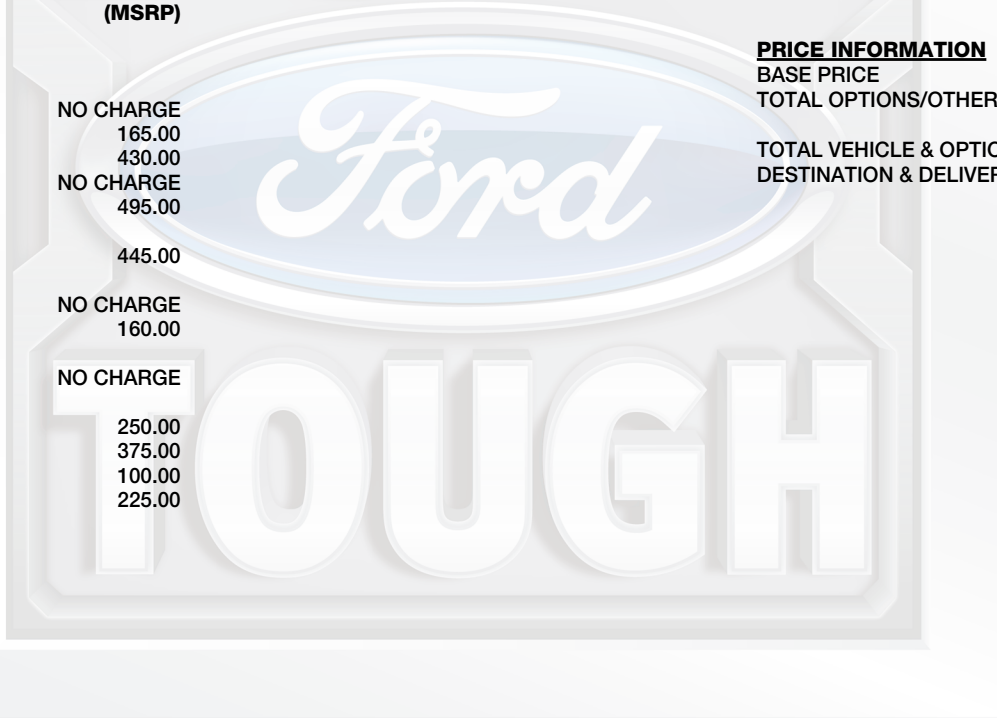 (MSRP)
NO CHARGE
165.00
430.00
NO CHARGE
495.00
445.00
NO CHARGE
160.00
NO CHARGE
250.00
375.00
100.00
225.00
PRICE INFORMATION
BASE PRICE
TOTAL OPTIONS/OTHER
TOTAL VEHICLE &
DESTINATION &
Ford
TOUGH